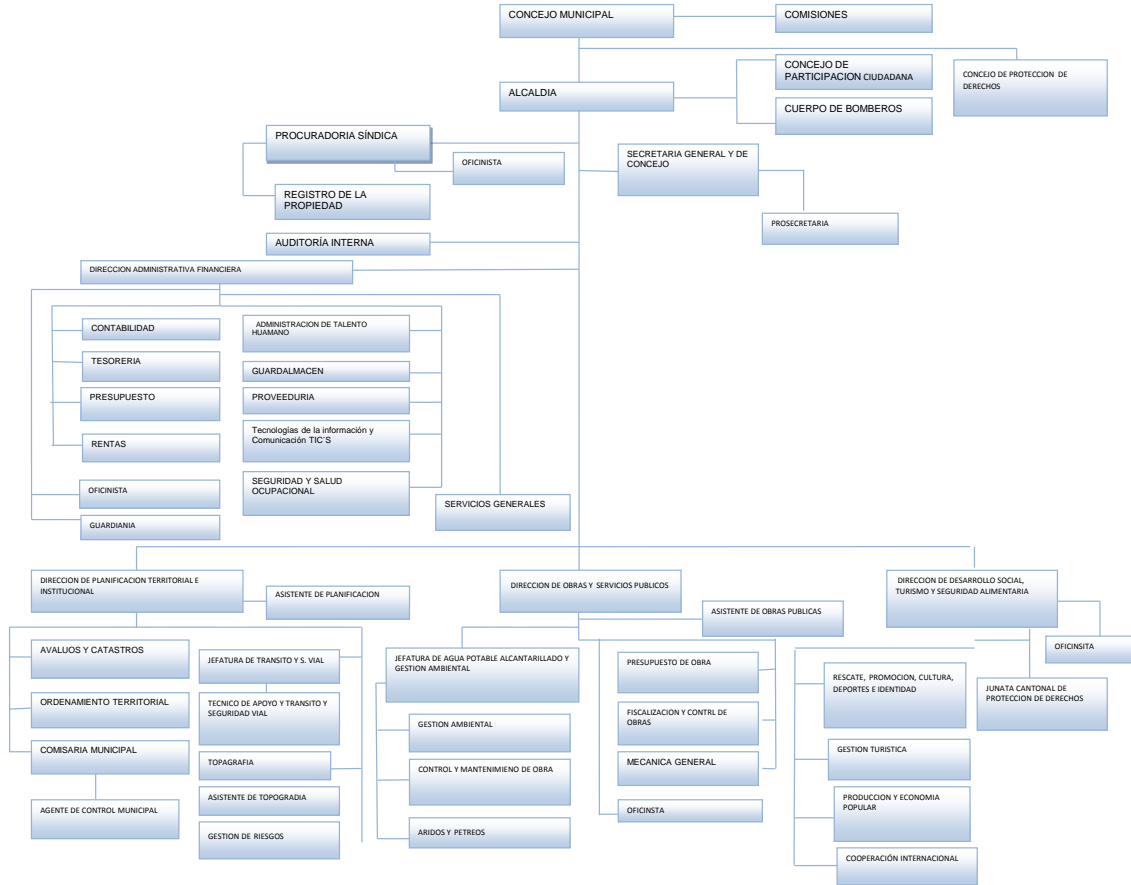 CONCEJO MUNICIPAL
COMISIONES
CONCEJO DE
PARTICIPACION CIUDADANA
CONCEJO DE PROTECCION DE
DERECHOS
ALCALDIA
CUERPO DE BOMBEROS
PROCURADORIA SÍNDICA
OFICINISTA
SECRETARIA GENERAL Y DE
CONCEJO
REGISTRO DE LA
PROPIEDAD
PROSECRETARIA
AUDITORÍA INTERNA
DIRECCION ADMINISTRATIVA FINANCIERA
CONTABILIDAD
TESORERIA
PRESUPUESTO
RENTAS
OFICINISTA
GUARDIANIA
ADMINISTRACION DE TALENTO
HUAMANO
GUARDALMACEN
PROVEEDURIA
Tecnologías de la información y
Comunicación TIC´S
SEGURIDAD Y SALUD
OCUPACIONAL
SERVICIOS GENERALES
DIRECCION DE PLANIFICACION TERRITORIAL E
INSTITUCIONAL
ASISTENTE DE PLANIFICACION
AVALUOS Y CATASTROS
ORDENAMIENTO TERRITORIAL
COMISARIA MUNICIPAL
AGENTE DE CONTROL MUNICIPAL
JEFATURA DE TRANSITO Y S. VIAL
TECNICO DE APOYO Y TRANSITO Y
SEGURIDAD VIAL
TOPAGRAFIA
ASISTENTE DE TOPOGRADIA
GESTION DE RIESGOS
DIRECCION DE OBRAS Y SERVICIOS PUBLICOS
ASISTENTE DE OBRAS PUBLICAS
JEFATURA DE AGUA POTABLE ALCANTARILLADO Y
GESTION AMBIENTAL
GESTION AMBIENTAL
CONTROL Y MANTENIMIENO DE OBRA
ARIDOS Y PETREOS
PRESUPUESTO DE OBRA
FISCALIZACION Y CONTRL DE
OBRAS
MECANICA GENERAL
OFICINSTA
DIRECCION DE DESARROLLO SOCIAL,
TURISMO Y SEGURIDAD ALIMENTARIA
OFICINSITA
RESCATE, PROMOCION, CULTURA,
DEPORTES E IDENTIDAD
JUNATA CANTONAL DE
PROTECCION DE DERECHOS
GESTION TURISTICA
PRODUCCION Y ECONOMIA
POPULAR
COOPERACIÓN INTERNACIONAL